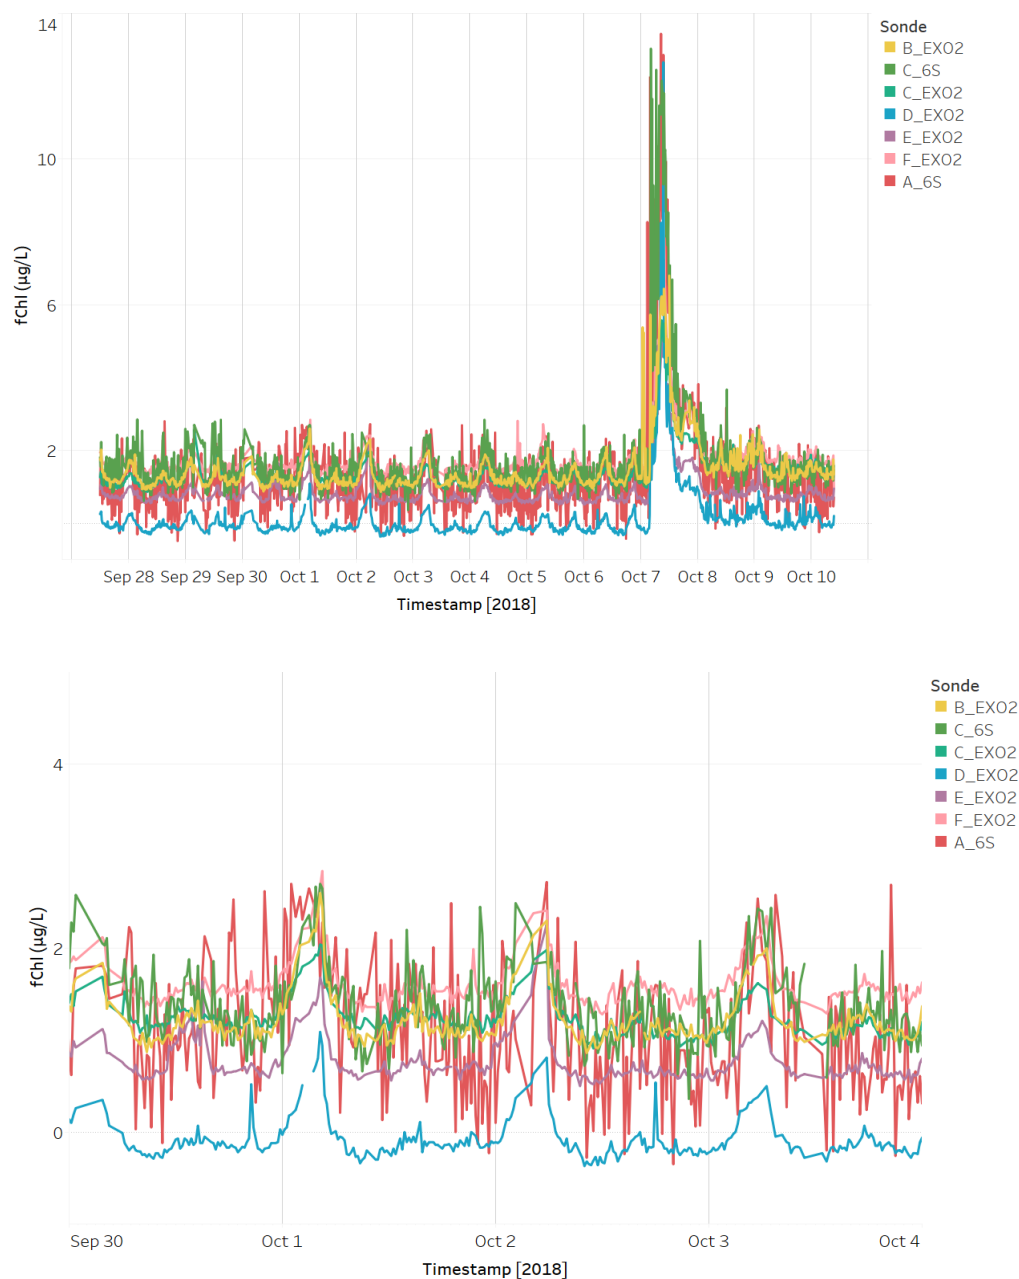 14
10
6
2
fChl (µg/L)
Sep 28 Sep 29 Sep 30 Oct 1 Oct 2 Oct 3 Oct 4 Oct 5 Oct 6 Oct 7 Oct 8 Oct 9 Oct 10
Timestamp [2018]
Sonde
B_EXO2
C_6S
C_EXO2
D_EXO2
E_EXO2
F_EXO2
A_6S
4
2
0
fChl (µg/L)
Sep 30 Oct 1 Oct 2 Oct 3 Oct 4
Timestamp [2018]
Sonde
B_EXO2
C_6S
C_EXO2
D_EXO2
E_EXO2
F_EXO2
A_6S